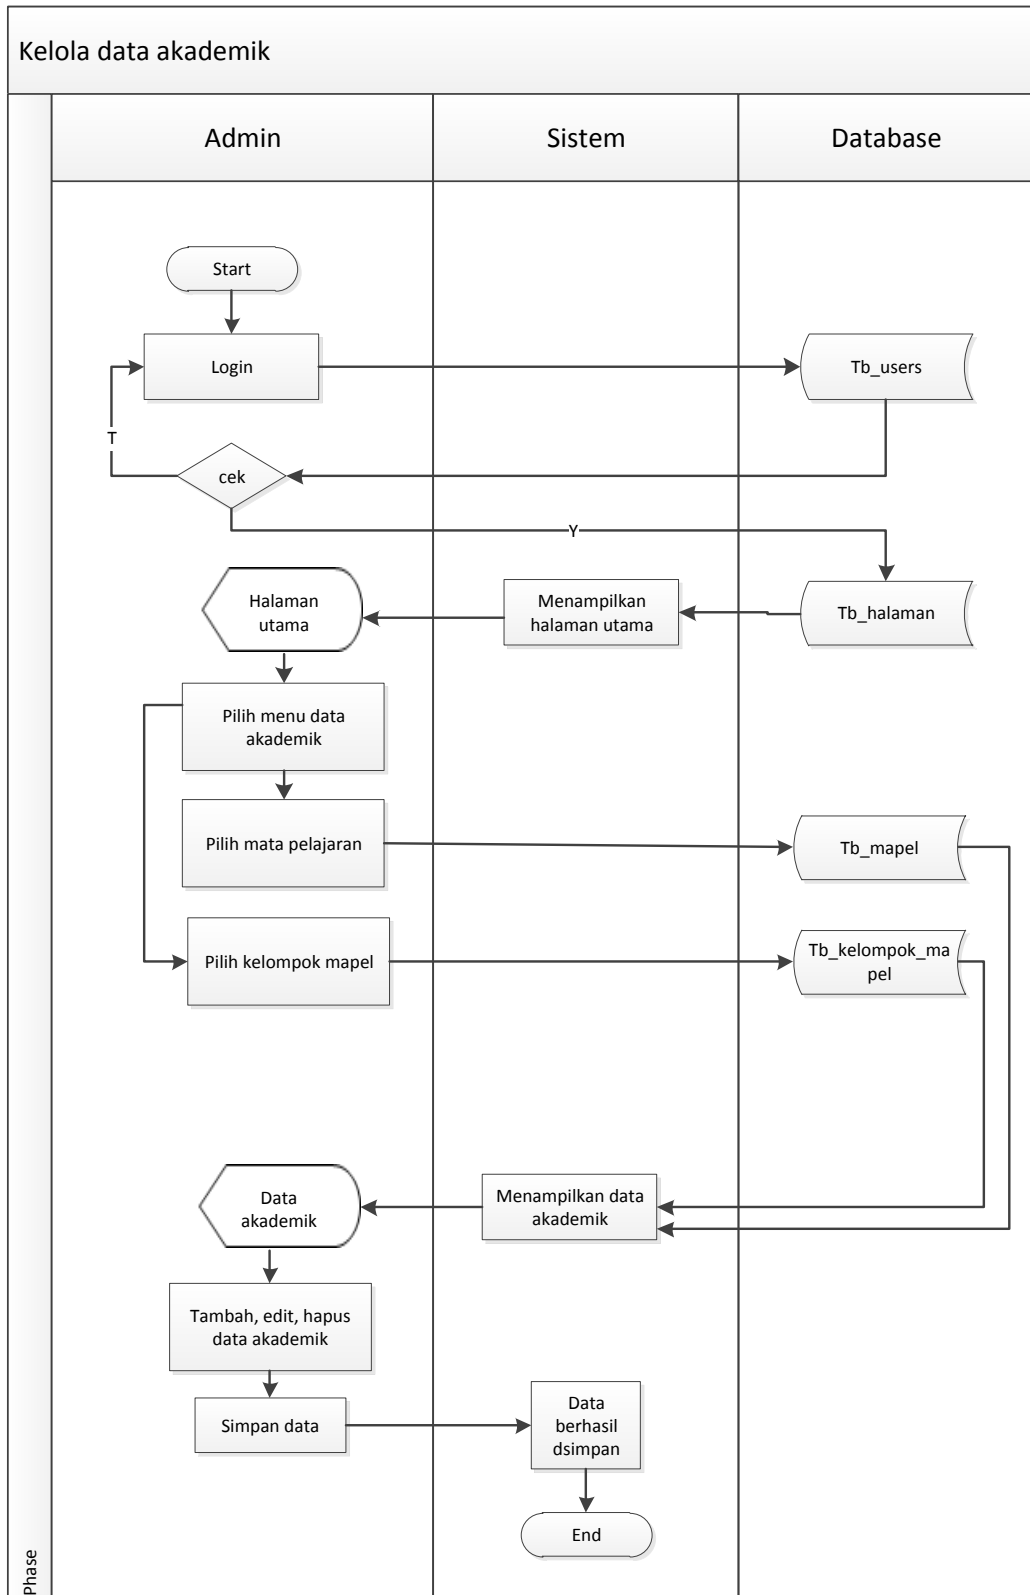 Kelola data akademik
Admin
Sistem
Database
Start
Login
Tb_users
T
cek
Y
Halaman
utama
Menampilkan
halaman utama
Tb_halaman
Pilih menu data
akademik
Pilih mata pelajaran
Tb_mapel
Pilih kelompok mapel
Tb_kelompok_ma
pel
Data
akademik
Menampilkan data
akademik
Tambah, edit, hapus
data akademik
Simpan data
Data
berhasil
dsimpan
End
Phase